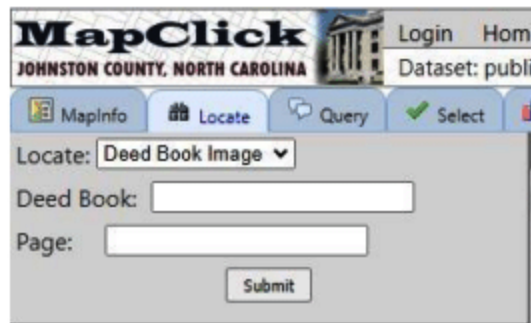 MapClick
JOHNSTON COUNTY, NORTH CAROLINA
Login
Dataset:
MapInfo Locate Query Select
Locate: Deed Book Image
Deed Book:
Page:
Submit